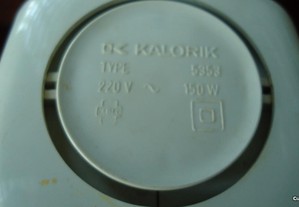 KALORIK
TYPE 5353
220 V ~ 150 W